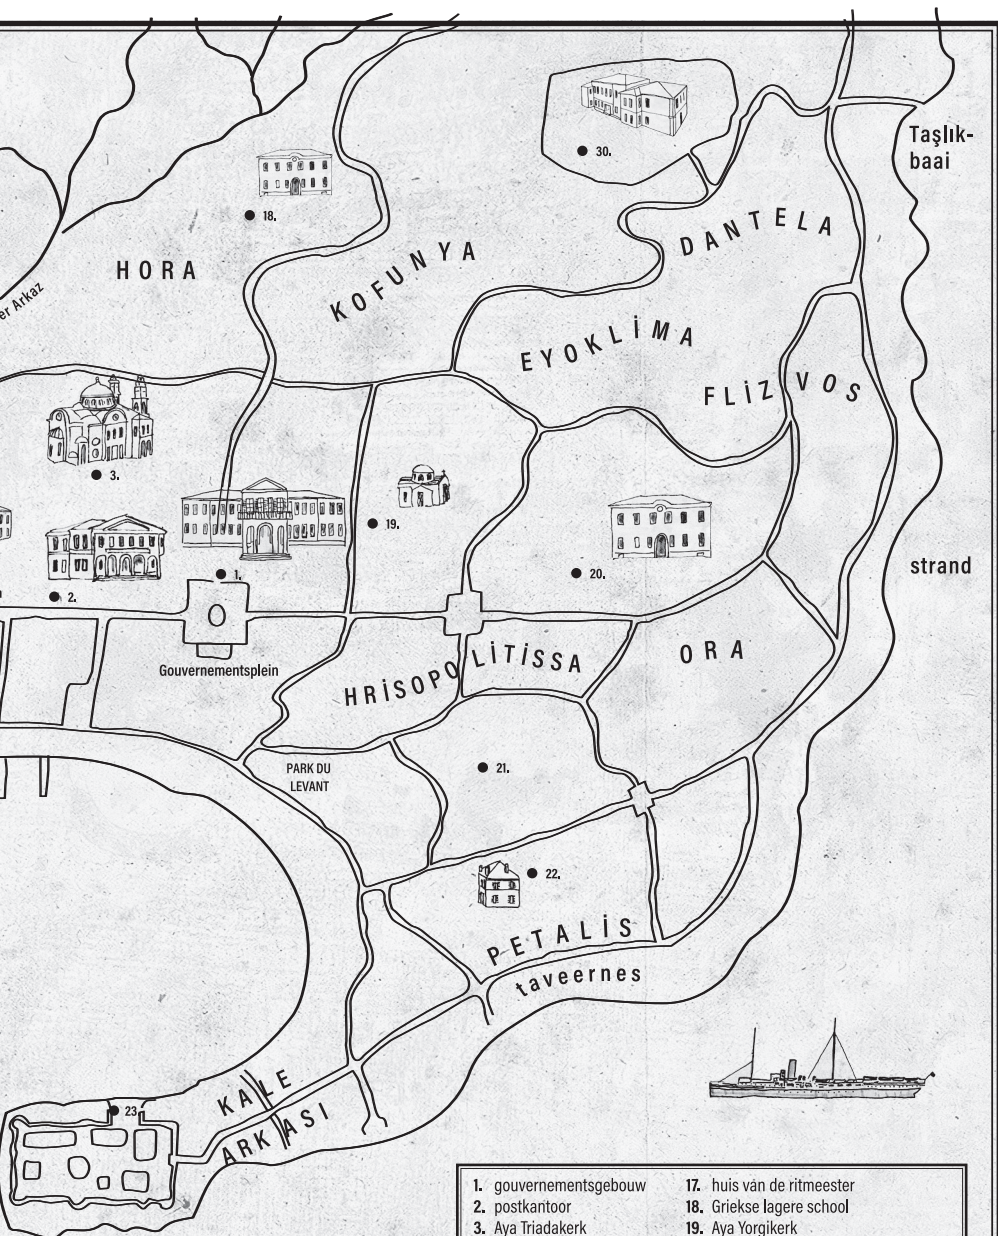 Taşlık-
baai
30.
18.
DANTELA
HORA
KOFUNYA
er Arkaz
EYOKLİMA
FLİZVOS
3.
19.
strand
1.
20.
2.
Gouvernementsplein
HRİSOPOLİTİSSA
ORA
PARK DU
LEVANT
21.
22.
PETALİS
taveernes
KALE
ARKASI
23.
1. gouvernementsgebouw
2. postkantoor
3. Aya Triadakerk
17. huis van de ritmeester
18. Griekse lagere school
19. Aya Yorgikerk